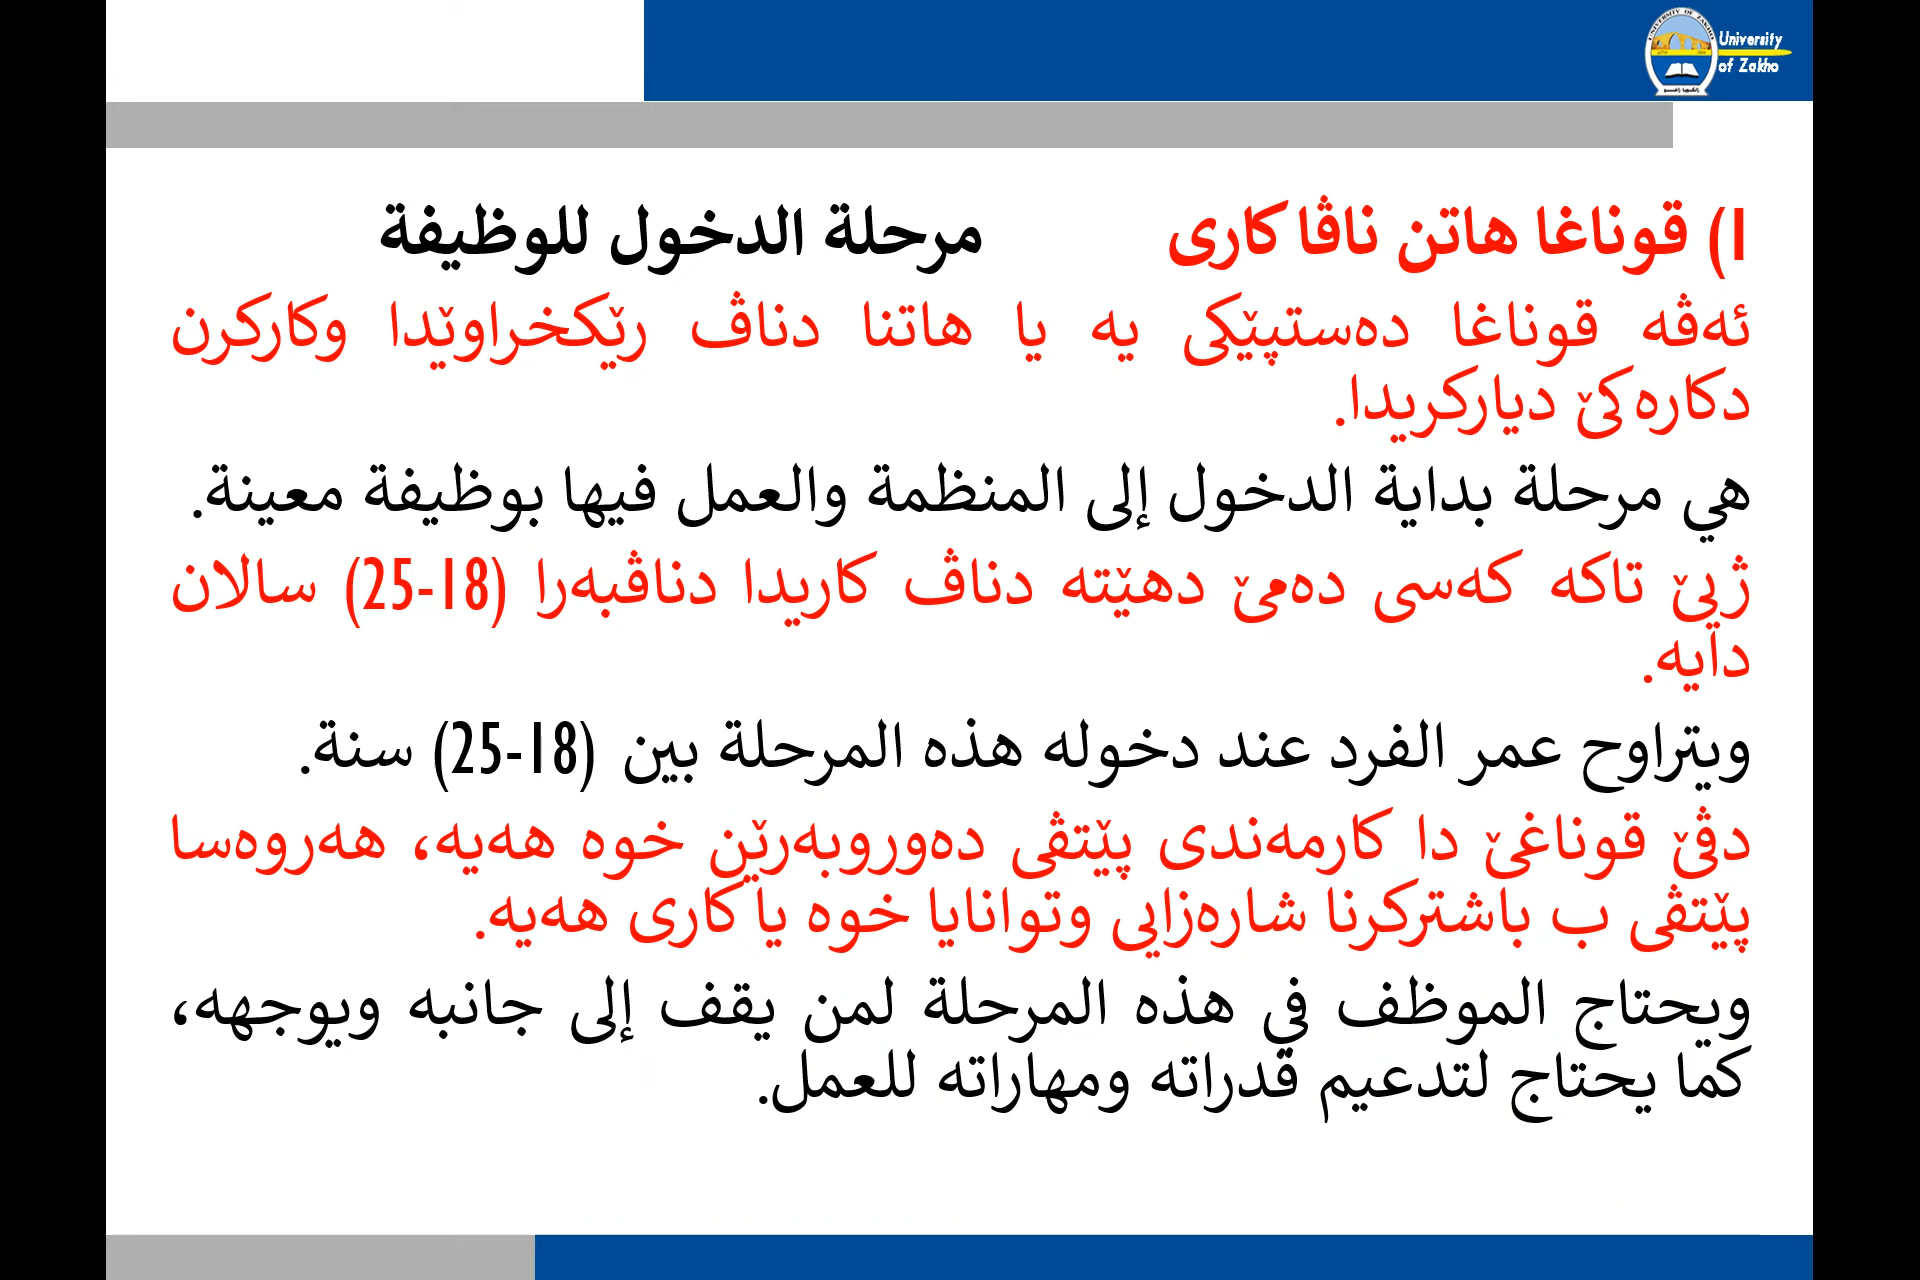 University
of Zakho
1) قوناغا هاتن ناڤا کاری مرحلة الدخول للوظيفة
ئەڤە قوناغا دەستپێکی یە یا هاتنا دناڤ رێکخراوێدا وکارکرن
دکارەکێ دیارکریدا.
هي مرحلة بداية الدخول إلى المنظمة والعمل فيها بوظيفة معينة.
ژیێ تاکە کەسی دەمێ دهێتە دناڤ کاریدا دناڤبەرا (18-25) سالان
دایە.
ويتراوح عمر الفرد عند دخوله هذه المرحلة بين (18-25) سنة.
دڤێ قوناغێ دا کارمەندی پێتڤی دەوروبەرێن خوە هەیە، هەروەسا
پێتڤی ب باشترکرنا شارەزایی وتوانایا خوە یا کاری هەیە.
ويحتاج الموظف في هذه المرحلة لمن يقف إلى جانبه ويوجهه،
كما يحتاج لتدعيم قدراته ومهاراته للعمل.